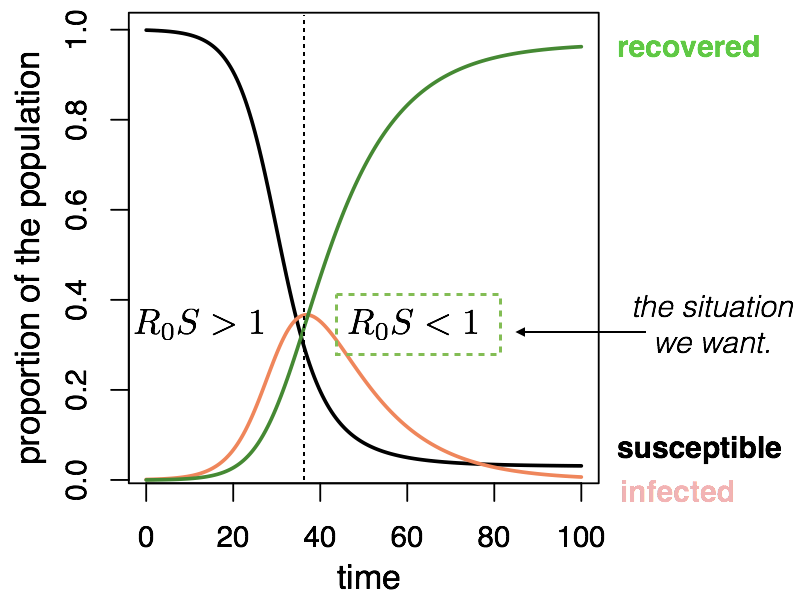 proportion of the population
1.0
0.8
0.6
0.4
0.2
0.0
recovered
R₀S > 1
R₀S < 1
the situation
we want.
susceptible
infected
0 20 40 60 80 100
time